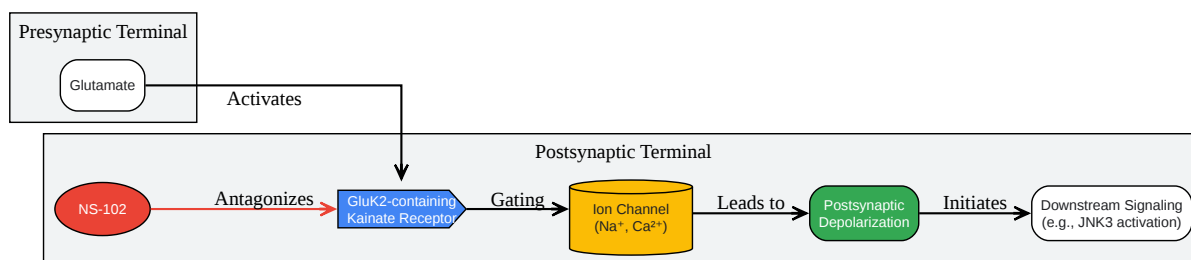 Presynaptic Terminal
Glutamate
Activates
Postsynaptic Terminal
NS-102
Antagonizes
GluK2-containing
Kainate Receptor
Gating
Ion Channel
(Na⁺, Ca²⁺)
Leads to
Postsynaptic
Depolarization
Initiates
Downstream Signaling
(e.g., JNK3 activation)